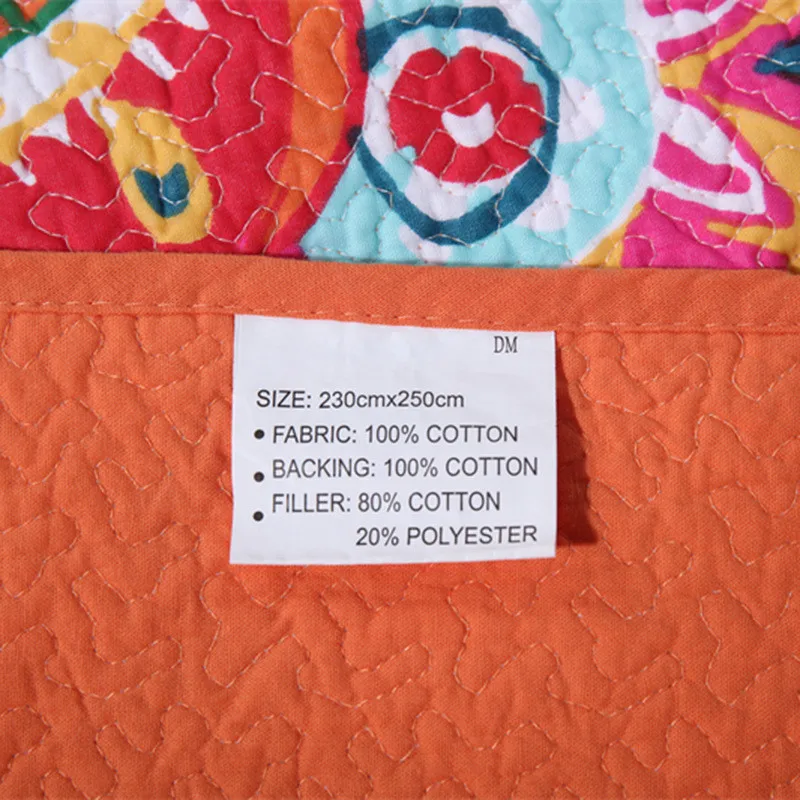 DM
SIZE: 230cmx250cm
• FABRIC: 100% COTTON
• BACKING: 100% COTTON
• FILLER: 80% COTTON
20% POLYESTER